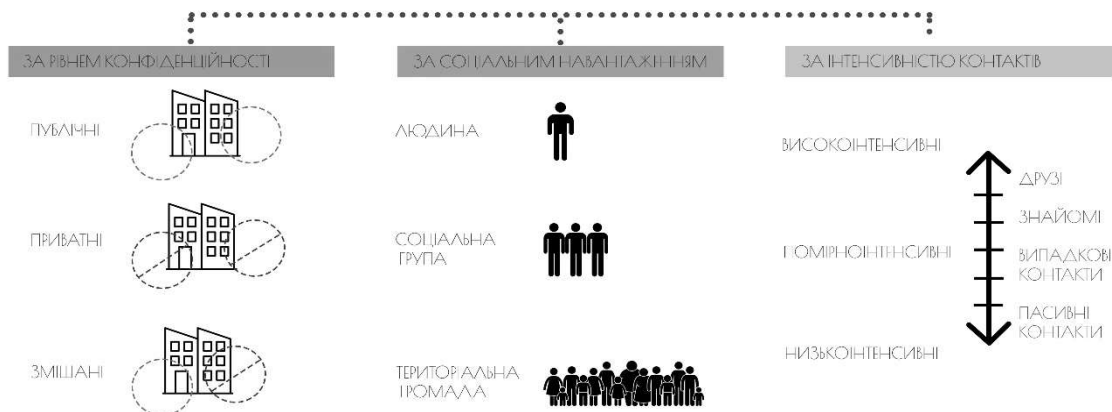 ЗА РІВНЕМ КОНФІДЕНЦІЙНОСТІ
ПУБЛІЧНІ
ПРИВАТНІ
ЗМІШАНІ
ЗА СОЦІАЛЬНИМ НАВАНТАЖЕННЯМ
ЛЮДИНА
СОЦІАЛЬНА
ГРУПА
ТЕРИТОРІАЛЬНА
ГРОМАДА
ЗА ІНТЕНСИВНІСТЮ КОНТАКТІВ
ВИСОКОІНТЕНСИВНІ
ПОМІРНОІНТЕНСИВНІ
НИЗЬКОІНТЕНСИВНІ
ДРУЗІ
ЗНАЙОМІ
ВИПАДКОВІ
КОНТАКТИ
ПАСИВНІ
КОНТАКТИ